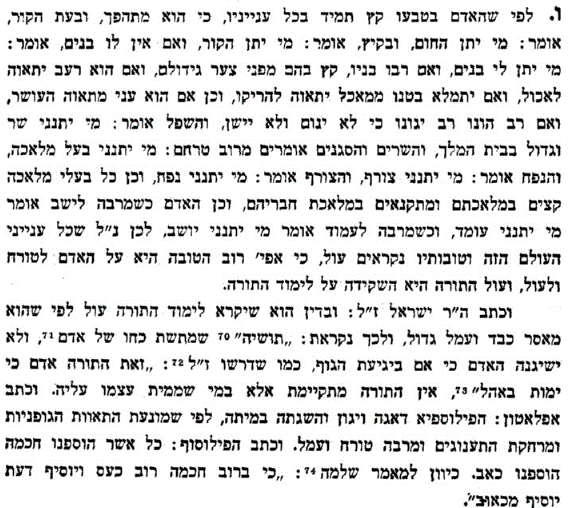 ו. לפי שהאדם בטבעו קץ תמיד בכל ענייניו, כי הוא מתהפך, ובעת הקיר,
אומר: מי יתן החום, ובקיץ, אומר: מי יתן הקור, ואם אין לו בנים, אומר:
מי יתן לי בנים, ואם רבו בניו, קץ בהם מפני צער גידולם, ואם הוא רעב יתאוה
לאכול, ואם יתמלא בטנו ממאכל יתאוה להריקו, וכן אם הוא עני מתאוה העושר,
ואם רב הונו רב יגונו כי לא ינום ולא יישן, והשפל אומר: מי יתנני שר
וגדול בבית המלך, והשרים והסגנים אומרים מרוב טרחם: מי יתנני בעל מלאכה,
והנפח אומר: מי יתנני צורף, והצורף אומר: מי יתנני נפח, וכן כל בעלי מלאכה
קצים במלאכתם ומתקנאים במלאכת חבריהם, וכן האדם כשמרבה לישב אומר
מי יתנני עומד, וכשמרבה לעמוד אומר מי יתנני יושב, לכן נ"ל שכל ענייני
העולם הזה וטובותיו נקראים עול, כי אפי' רוב הטובה היא על האדם לטורח
ולעול, ועול התורה היא השקידה על לימוד התורה.
וכתב ה"ר ישראל ז"ל: ובדין הוא שיקרא לימוד התורה עול לפי שהוא
מאסר כבד ועמל גדול, ולכך נקראת: „תושיה" 70 שמתשת כחו של אדם 71, ולא
ישיגנה האדם כי אם ביגיעת הגוף, כמו שדרשו ז"ל 72: „זאת התורה אדם כי
ימות באהל" 73, אין התורה מתקיימת אלא במי שממית עצמו עליה. וכתב
אפלאטון: הפילוספיא דאגה ויגון והשגתה במיתה, לפי שמונעת התאוות הגופניות
ומרחקת התענוגים ומרבה טורח ועמל. וכתב הפילוסוף: כל אשר הוספנו חכמה
הוספנו כאב. כיוון למאמר שלמה 74: „כי ברוב חכמה רוב כעס ויוסיף דעת
יוסיף מכאוב".